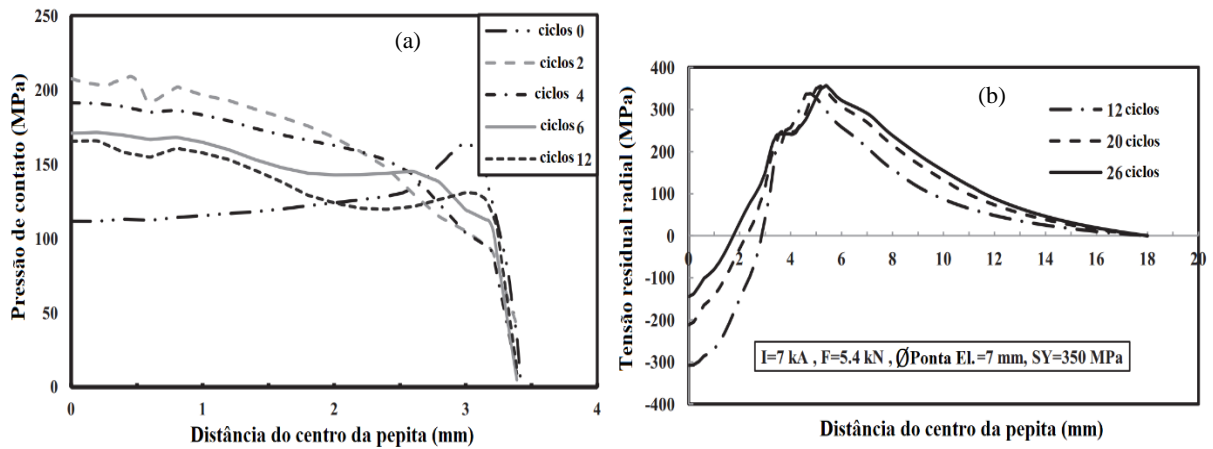 (a)
Pressão de contato (MPa)
250
200
150
100
50
0
0 1 2 3 4
Distância do centro da pepita (mm)
ciclos 0
ciclos 2
ciclos 4
ciclos 6
ciclos 12
(b)
Tensão residual radial (MPa)
400
300
200
100
0
-100
-200
-300
-400
0 2 4 6 8 10 12 14 16 18 20
12 ciclos
20 ciclos
26 ciclos
I=7 kA , F=5.4 kN , ØPonta El.=7 mm, SY=350 MPa
Distância do centro da pepita (mm)